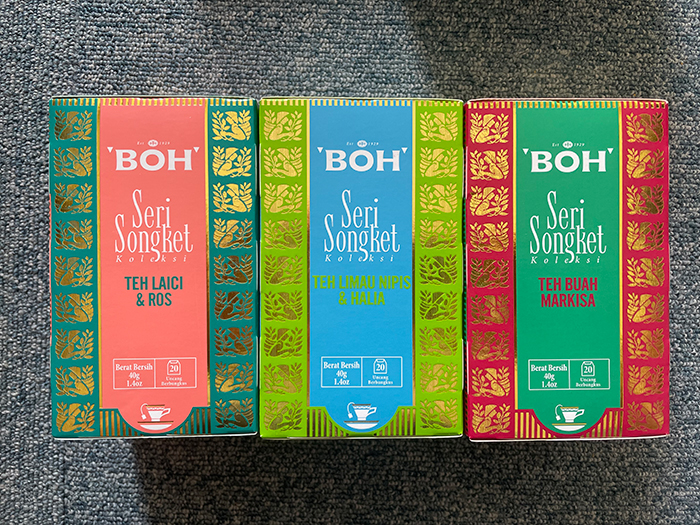 Est 1929
BOH
Seri
Songket
Koleksi
TEH LAICI
& ROS
Berat Bersih
40g
1.4oz
20
Uncang
Berbungkus
Est 1929
BOH
Seri
Songket
Koleksi
TEH LIMAU NIPIS
& HALIA
Berat Bersih
40g
1.4oz
20
Uncang
Berbungkus
Est 1929
BOH
Seri
Songket
Koleksi
TEH BUAH
MARKISA
Berat Bersih
40g
1.4oz
20
Uncang
Berbungkus